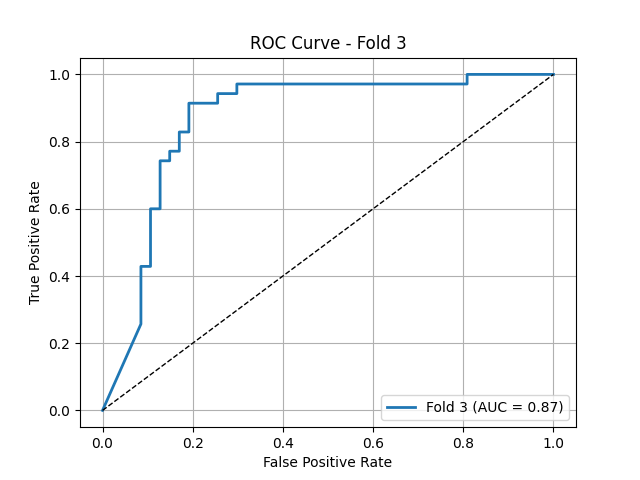 ROC Curve - Fold 3
True Positive Rate
1.0
0.8
0.6
0.4
0.2
0.0
Fold 3 (AUC = 0.87)
0.0 0.2 0.4 0.6 0.8 1.0
False Positive Rate